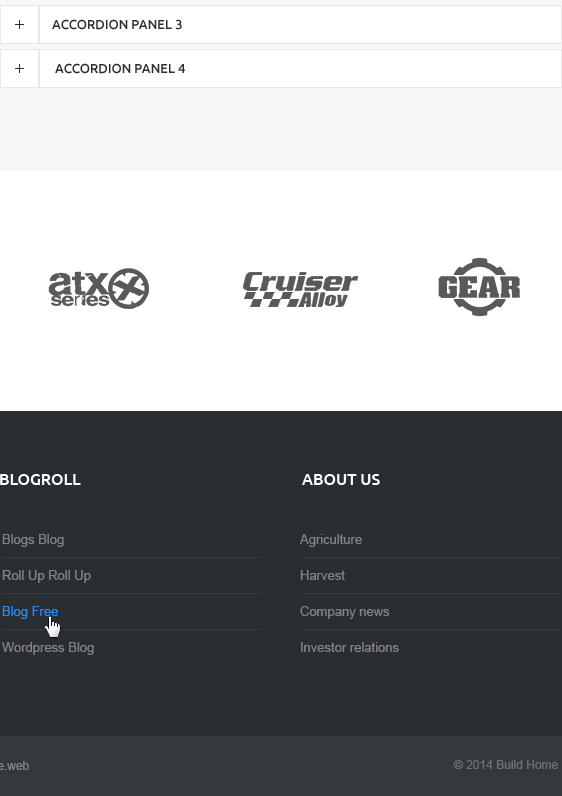 ACCORDION PANEL 3
ACCORDION PANEL 4
atx
series
Cruiser
Alloy
GEAR
BLOGROLL
Blogs Blog
Roll Up Roll Up
Blog Free
Wordpress Blog
ABOUT US
Agriculture
Harvest
Company news
Investor relations
e.web
© 2014 Build Home